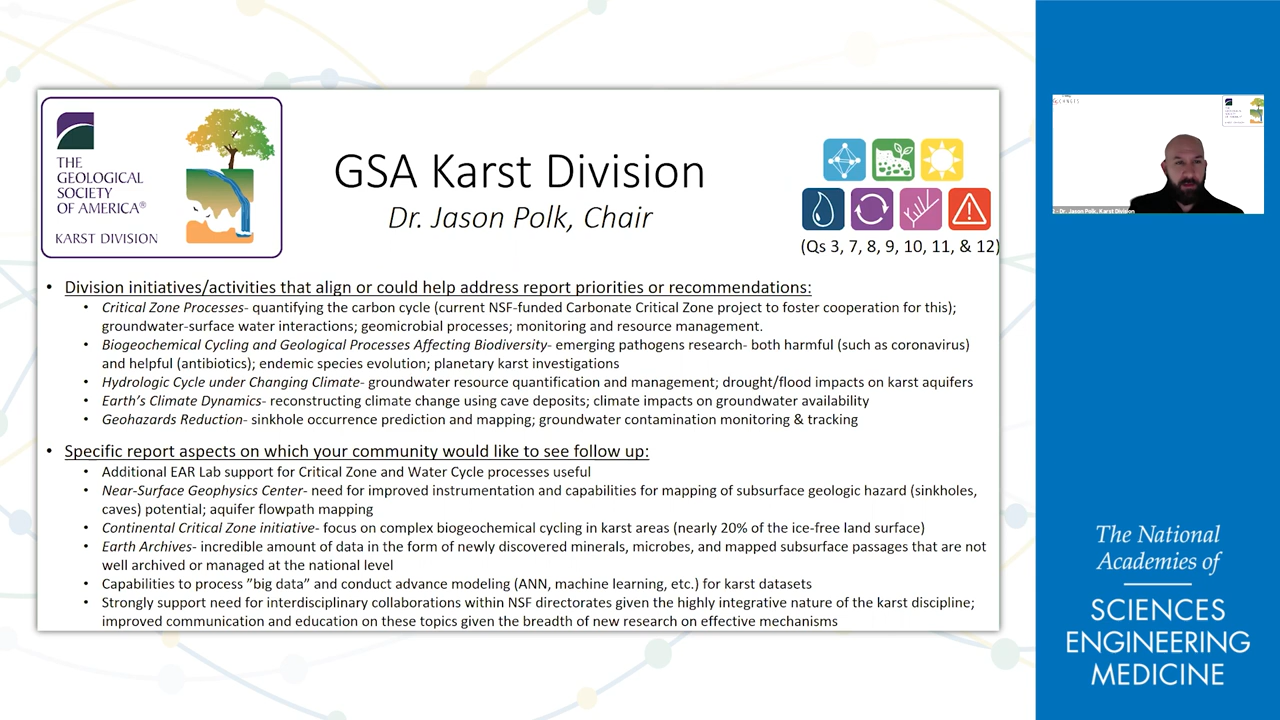 THE
GEOLOGICAL
SOCIETY
OF AMERICA®
KARST DIVISION
GSA Karst Division
Dr. Jason Polk, Chair
(Qs 3, 7, 8, 9, 10, 11, & 12)
• Division initiatives/activities that align or could help address report priorities or recommendations:
• Critical Zone Processes- quantifying the carbon cycle (current NSF-funded Carbonate Critical Zone project to foster cooperation for this);
groundwater-surface water interactions; geomicrobial processes; monitoring and resource management.
• Biogeochemical Cycling and Geological Processes Affecting Biodiversity- emerging pathogens research- both harmful (such as coronavirus)
and helpful (antibiotics); endemic species evolution; planetary karst investigations
• Hydrologic Cycle under Changing Climate- groundwater resource quantification and management; drought/flood impacts on karst aquifers
• Earth's Climate Dynamics- reconstructing climate change using cave deposits; climate impacts on groundwater availability
• Geohazards Reduction- sinkhole occurrence prediction and mapping; groundwater contamination monitoring & tracking
• Specific report aspects on which your community would like to see follow up:
• Additional EAR Lab support for Critical Zone and Water Cycle processes useful
• Near-Surface Geophysics Center- need for improved instrumentation and capabilities for mapping of subsurface geologic hazard (sinkholes,
caves) potential; aquifer flowpath mapping
• Continental Critical Zone initiative- focus on complex biogeochemical cycling in karst areas (nearly 20% of the ice-free land surface)
• Earth Archives- incredible amount of data in the form of newly discovered minerals, microbes, and mapped subsurface passages that are not
well archived or managed at the national level
• Capabilities to process "big data" and conduct advance modeling (ANN, machine learning, etc.) for karst datasets
• Strongly support need for interdisciplinary collaborations within NSF directorates given the highly integrative nature of the karst discipline;
improved communication and education on these topics given the breadth of new research on effective mechanisms
- Dr. Jason Polk, Karst Division
The National
Academies of
SCIENCES
ENGINEERING
MEDICINE